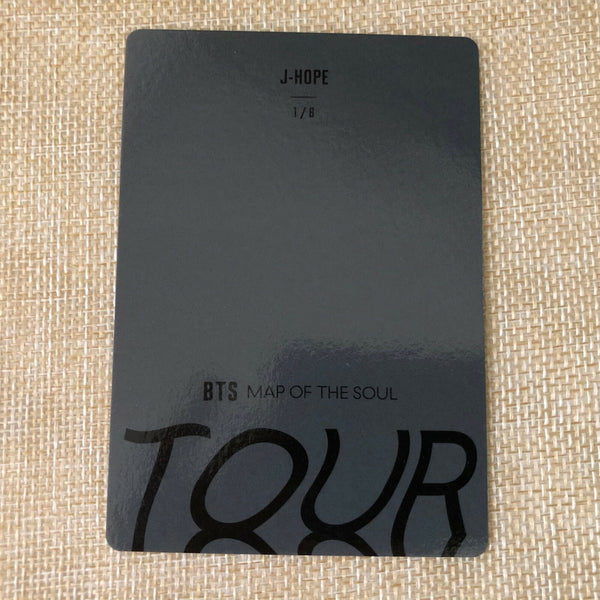 J-HOPE
1/8
BTS MAP OF THE SOUL
TOUR